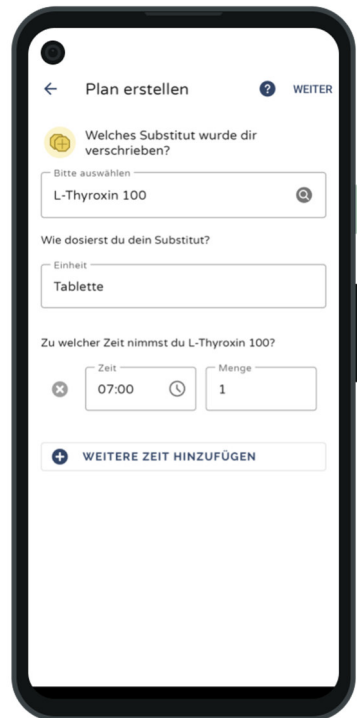 Plan erstellen
?
WEITER
Welches Substitut wurde dir
verschrieben?
Bitte auswählen
L-Thyroxin 100
Wie dosierst du dein Substitut?
Einheit
Tablette
Zu welcher Zeit nimmst du L-Thyroxin 100?
Zeit
07:00
Menge
1
WEITERE ZEIT HINZUFÜGEN